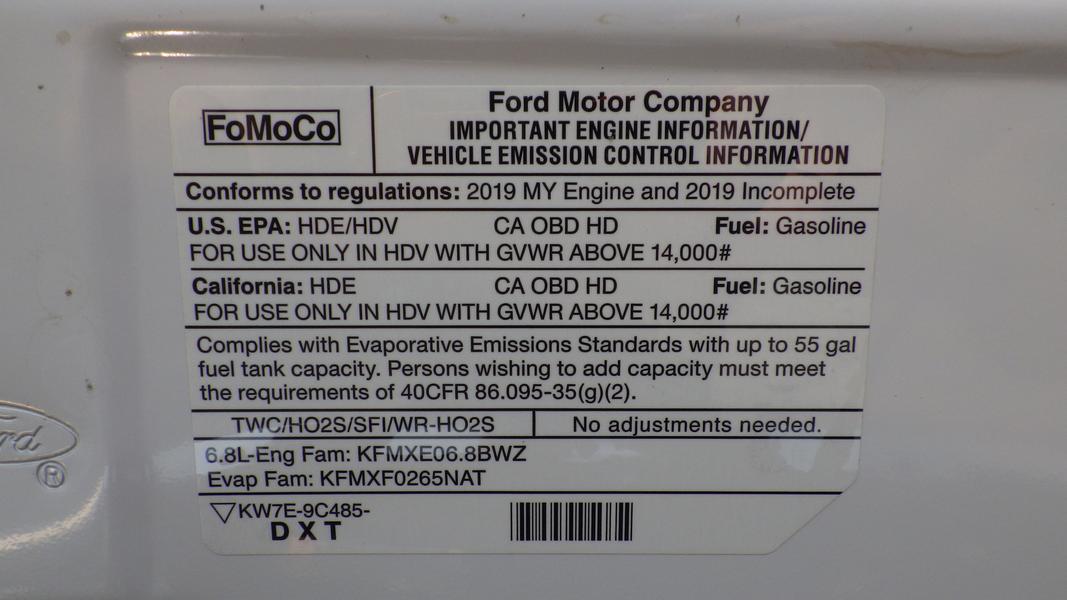 FoMoCo
Ford Motor Company
IMPORTANT ENGINE INFORMATION/
VEHICLE EMISSION CONTROL INFORMATION
Conforms to regulations: 2019 MY Engine and 2019 Incomplete
U.S. EPA: HDE/HDV CA OBD HD Fuel: Gasoline
FOR USE ONLY IN HDV WITH GVWR ABOVE 14,000#
California: HDE CA OBD HD Fuel: Gasoline
FOR USE ONLY IN HDV WITH GVWR ABOVE 14,000#
Complies with Evaporative Emissions Standards with up to 55 gal
fuel tank capacity. Persons wishing to add capacity must meet
the requirements of 40CFR 86.095-35(g)(2).
TWC/HO2S/SFI/WR-HO2S No adjustments needed.
6.8L-Eng Fam: KFMXE06.8BWZ
Evap Fam: KFMXF0265NAT
KW7E-9C485-
DXT
®